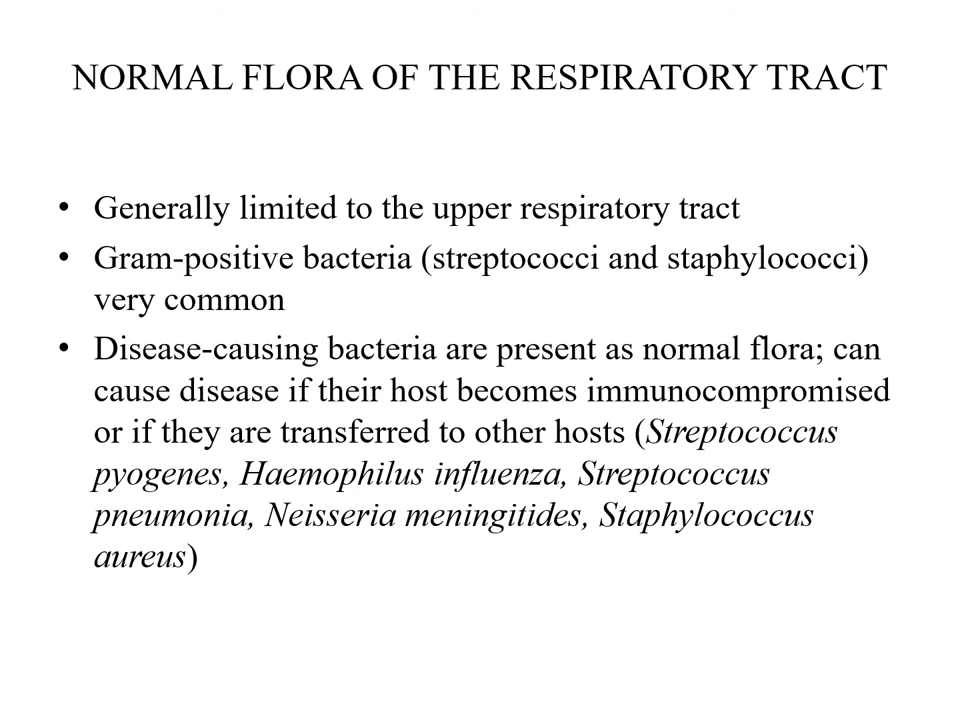 NORMAL FLORA OF THE RESPIRATORY TRACT
• Generally limited to the upper respiratory tract
• Gram-positive bacteria (streptococci and staphylococci)
very common
• Disease-causing bacteria are present as normal flora; can
cause disease if their host becomes immunocompromised
or if they are transferred to other hosts (Streptococcus
pyogenes, Haemophilus influenza, Streptococcus
pneumonia, Neisseria meningitides, Staphylococcus
aureus)